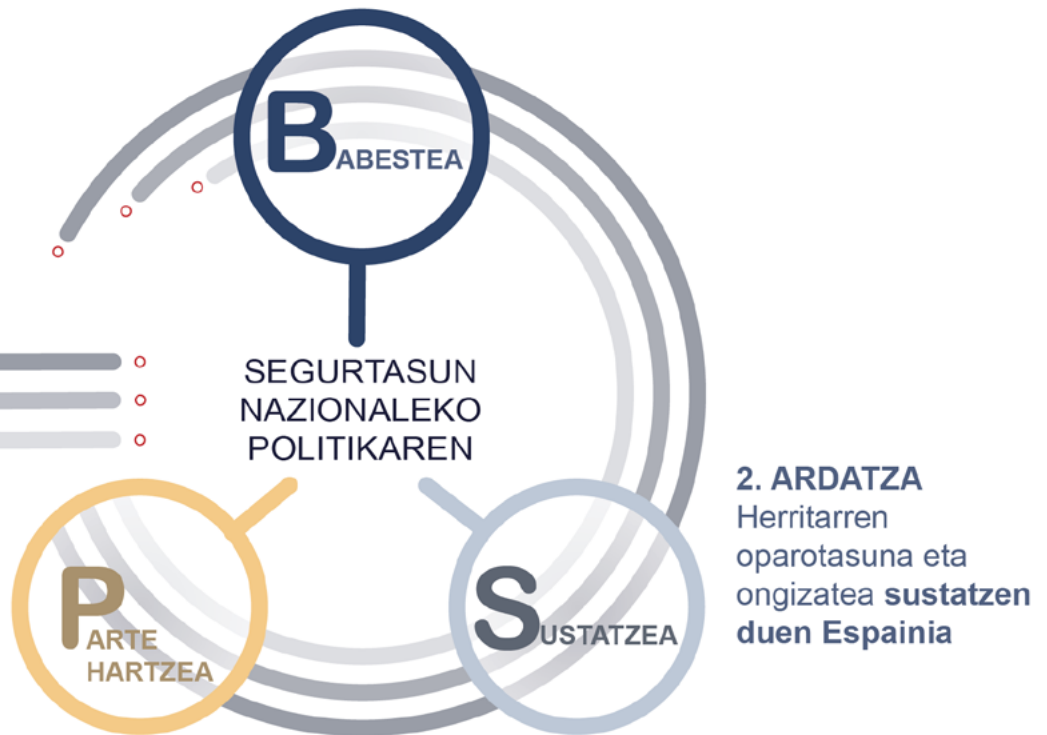 BABESTEA
SEGURTASUN
NAZIONALEKO
POLITIKAREN
2. ARDATZA
Herritarren
oparotasuna eta
ongizatea sustatzen
duen Espainia
PARTE
HARTZEA
SUSTATZEA